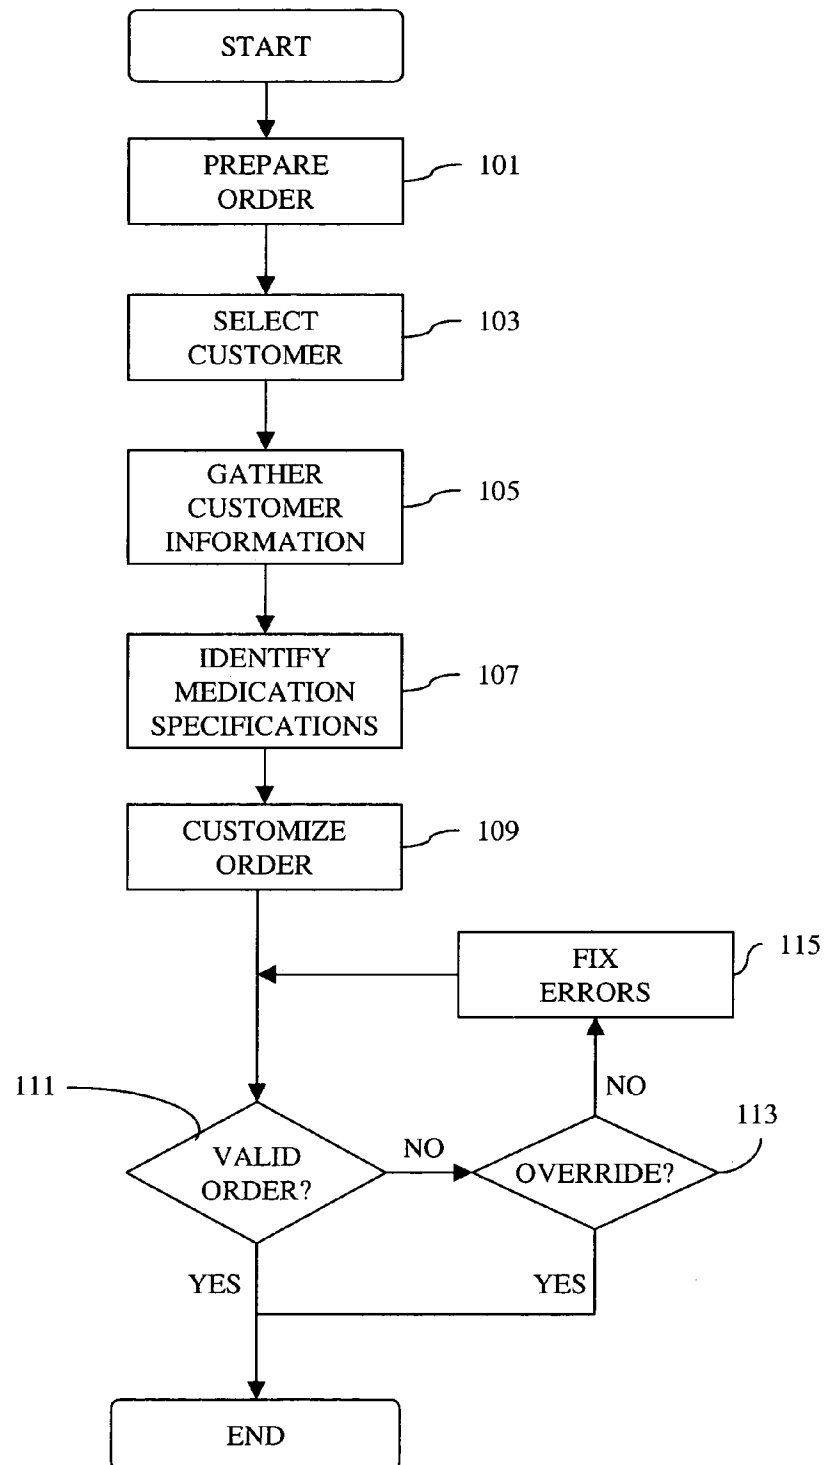 START
PREPARE
ORDER
101
SELECT
CUSTOMER
103
GATHER
CUSTOMER
INFORMATION
105
IDENTIFY
MEDICATION
SPECIFICATIONS
107
CUSTOMIZE
ORDER
109
FIX
ERRORS
115
NO
111
VALID
ORDER?
NO
OVERRIDE?
113
YES
YES
END